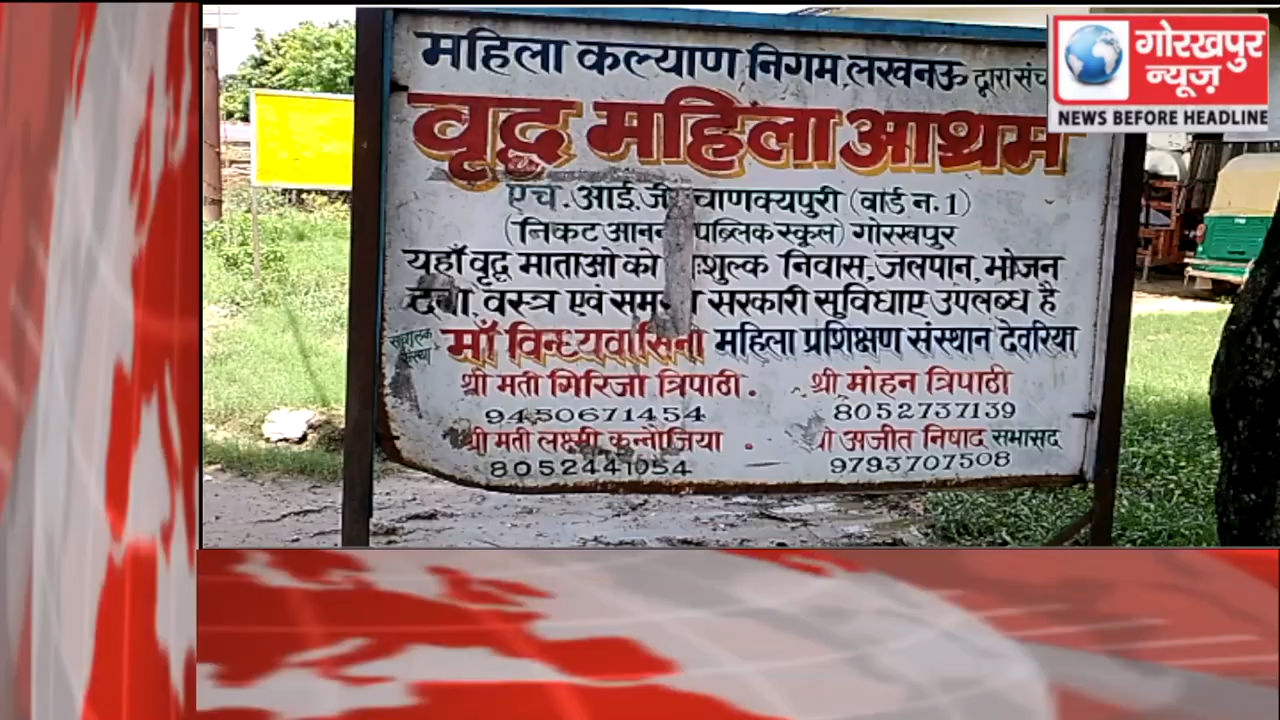 महिला कल्याण निगम, लखनऊ द्वारा संच
वृद्ध महिला आश्रम
एच.आई.जी चाणक्यपुरी (वार्ड न.1)
(निकट आनन पब्लिक स्कूल) गोरखपुर
यहाँ वृद्ध माताओ को शुल्क निवास, जलपान, भोजन
दवा, वस्त्र एवं समस्त सरकारी सुविधाए उपलब्ध है
संस्था
माँ विन्ध्यवासिनी महिला प्रशिक्षण संस्थान देवरिया
श्री मती गिरिजा त्रिपाठी. श्री मोहन त्रिपाठी
9450671454 8052737139
श्री मती लक्ष्मी कन्नौजिया . श्री अजीत निषाद सभासद
8052441054 9793707508
गोरखपुर
न्यूज़
NEWS BEFORE HEADLINE